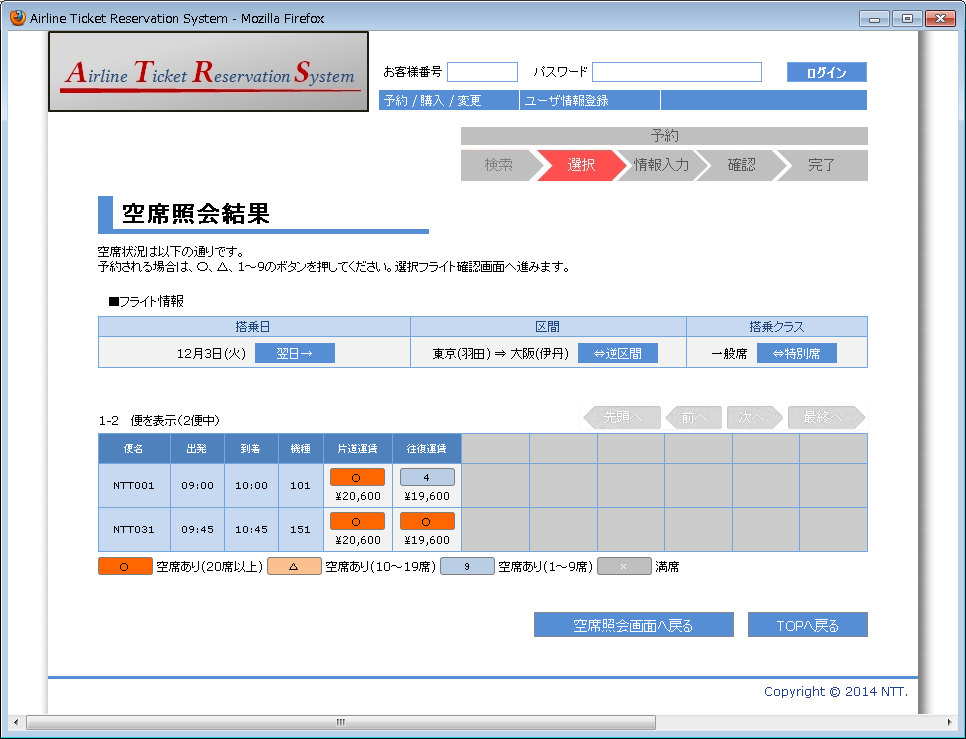 Airline Ticket Reservation System - Mozilla Firefox
Airline Ticket Reservation System
お客様番号 パスワード ログイン
予約 / 購入 / 変更 ユーザ情報登録
予約
検索 選択 情報入力 確認 完了
空席照会結果
空席状況は以下の通りです。
予約される場合は、○、△、1～9のボタンを押してください。選択フライト確認画面へ進みます。
■フライト情報
搭乗日 区間 搭乗クラス
12月3日(火) 翌日→ 東京(羽田) ⇒ 大阪(伊丹) ⇔逆区間 一般席 ⇔特別席
1-2 便を表示(2便中) 先頭へ 前へ 次へ 最終へ
便名 出発 到着 機種 片道運賃 往復運賃
NTT001 09:00 10:00 101 ○ ¥20,600 4 ¥19,600
NTT031 09:45 10:45 151 ○ ¥20,600 ○ ¥19,600
○ 空席あり(20席以上) △ 空席あり(10～19席) 9 空席あり(1～9席) × 満席
空席照会画面へ戻る TOPへ戻る
Copyright © 2014 NTT.